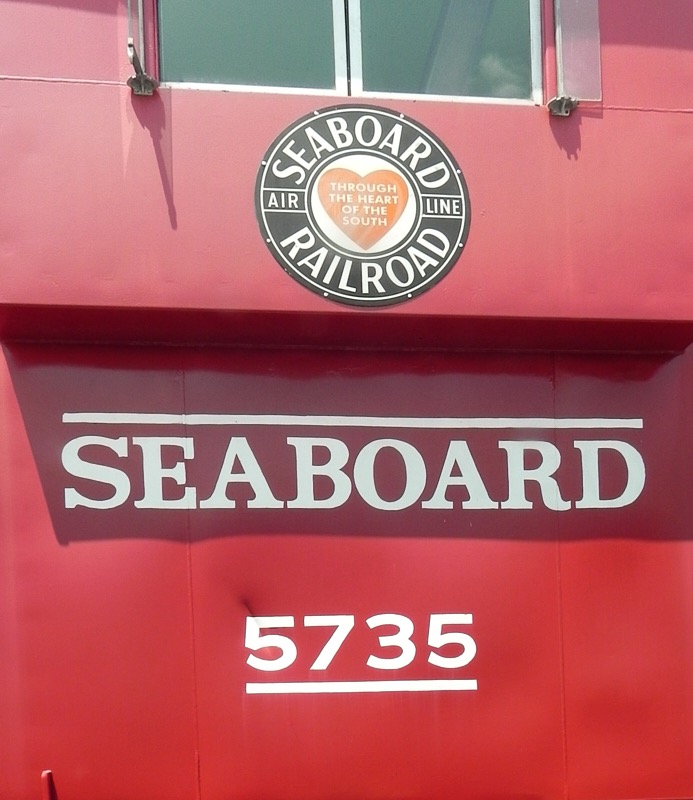 SEABOARD
AIR LINE
THROUGH
THE HEART
OF THE
SOUTH
RAILROAD
SEABOARD
5735